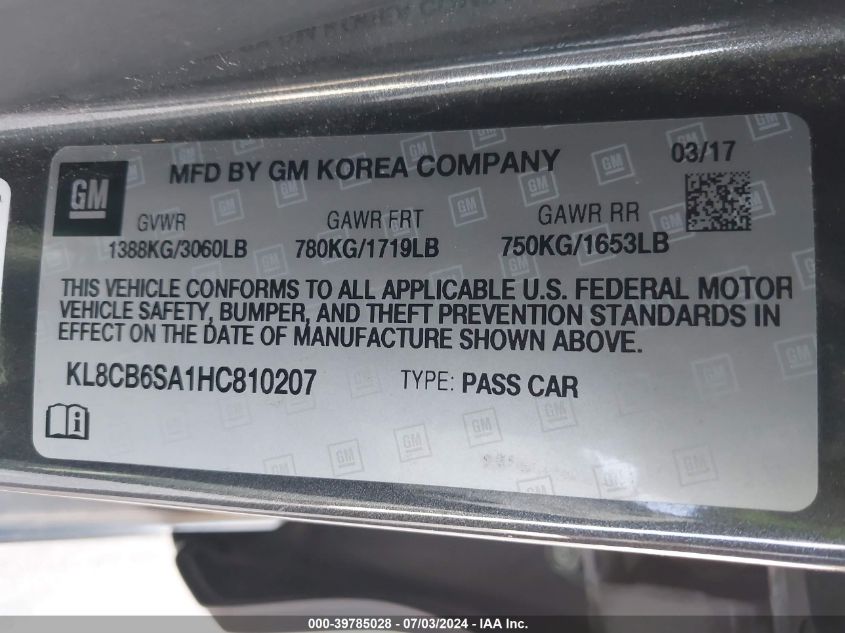 GM
MFD BY GM KOREA COMPANY
03/17
GVWR GAWR FRT GAWR RR
1388KG/3060LB 780KG/1719LB 750KG/1653LB
THIS VEHICLE CONFORMS TO ALL APPLICABLE U.S. FEDERAL MOTOR
VEHICLE SAFETY, BUMPER, AND THEFT PREVENTION STANDARDS IN
EFFECT ON THE DATE OF MANUFACTURE SHOWN ABOVE.
KL8CB6SA1HC810207 TYPE: PASS CAR
000-39785028 - 07/03/2024 - IAA Inc.